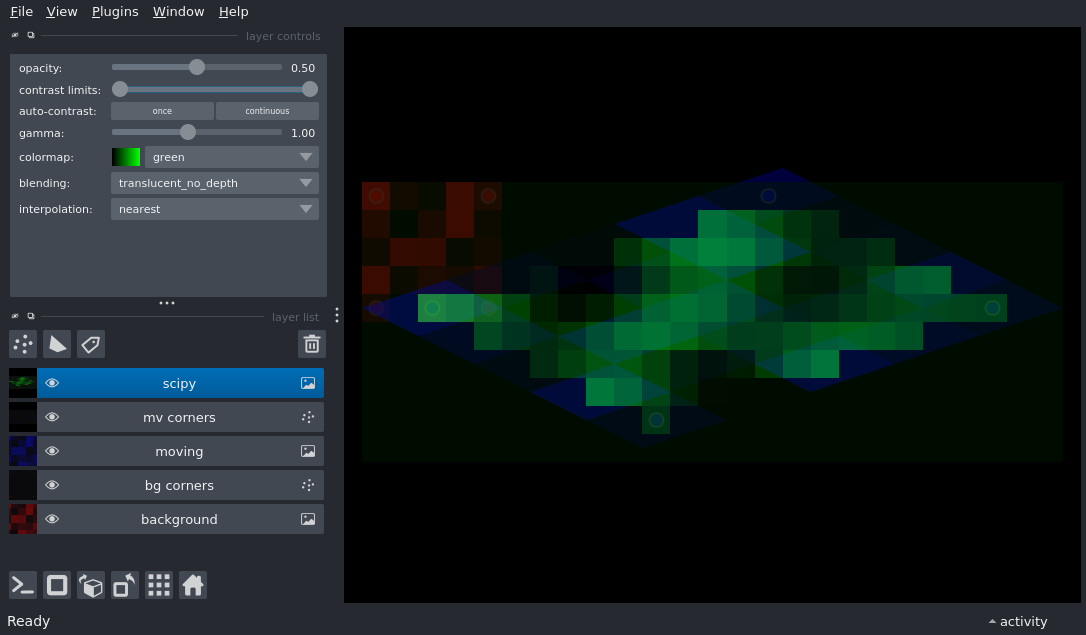 File View Plugins Window Help
layer controls
opacity: 0.50
contrast limits:
auto-contrast: once continuous
gamma: 1.00
colormap: green
blending: translucent_no_depth
interpolation: nearest
layer list
scipy
mv corners
moving
bg corners
background
Ready
activity